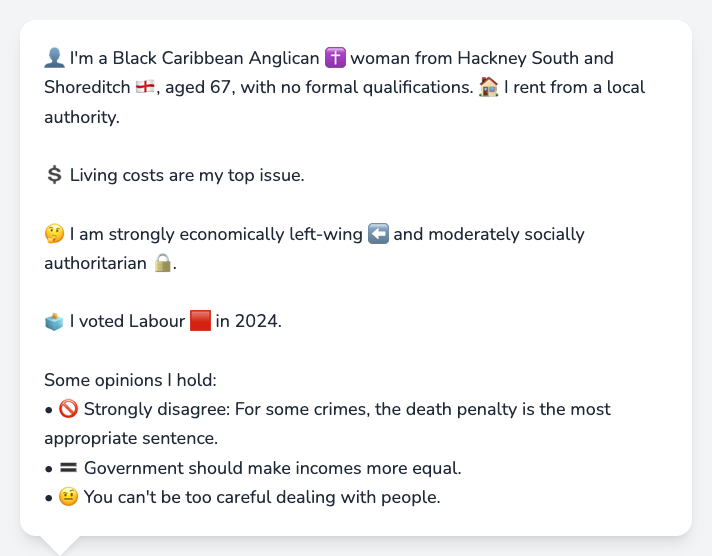 👤 I'm a Black Caribbean Anglican ✝️ woman from Hackney South and
Shoreditch 🏴󠁧󠁢󠁥󠁮󠁧󠁿, aged 67, with no formal qualifications. 🏠 I rent from a local
authority.
💲 Living costs are my top issue.
🤔 I am strongly economically left-wing ⬅️ and moderately socially
authoritarian 🔒.
🗳️ I voted Labour 🟥 in 2024.
Some opinions I hold:
• 🚫 Strongly disagree: For some crimes, the death penalty is the most
appropriate sentence.
• 🟰 Government should make incomes more equal.
• 🤨 You can't be too careful dealing with people.